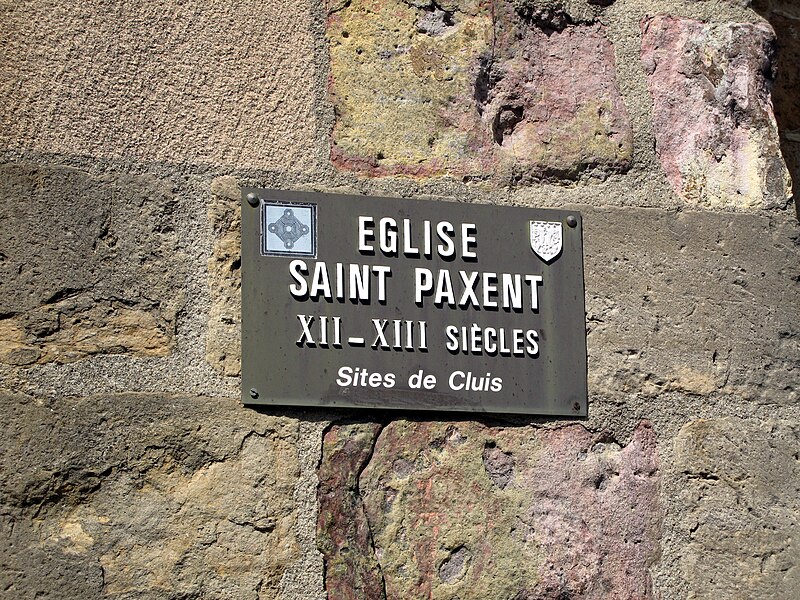 EGLISE
SAINT PAXENT
XII-XIII SIÈCLES
Sites de Cluis